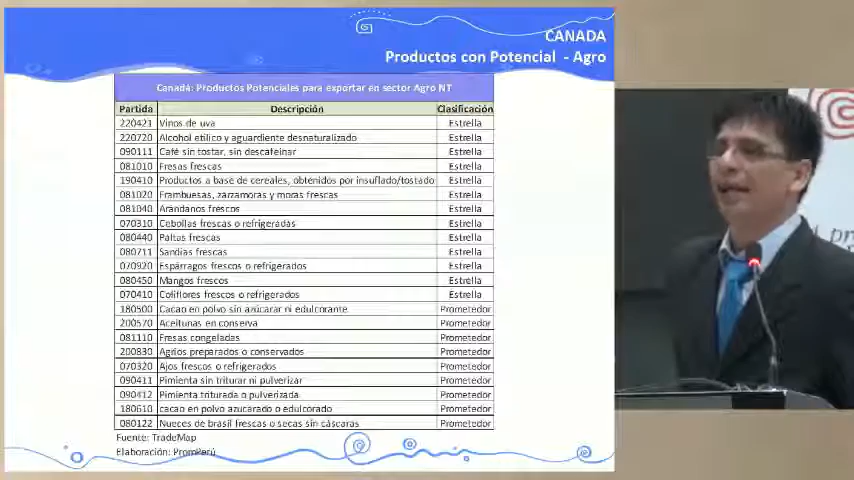 CANADA
Productos con Potencial - Agro
Canadá: Productos Potenciales para exportar en sector Agro NT
Partida Descripción Clasificación
220421 Vinos de uva Estrella
220720 Alcohol etílico y aguardiente desnaturalizado Estrella
090111 Café sin tostar, sin descafeinar Estrella
081010 Fresas frescas Estrella
190410 Productos a base de cereales, obtenidos por insuflado/tostado Estrella
081020 Frambuesas, zarzamoras y moras frescas Estrella
081040 Arándanos frescos Estrella
070310 Cebollas frescas o refrigeradas Estrella
080440 Paltas frescas Estrella
080711 Sandías frescas Estrella
070920 Espárragos frescos o refrigerados Estrella
080450 Mangos frescos Estrella
070410 Coliflores frescos o refrigerados Estrella
180500 Cacao en polvo sin azúcar ni edulcorante Prometedor
200570 Aceitunas en conserva Prometedor
081110 Fresas congeladas Prometedor
200830 Agrios preparados o conservados Prometedor
070320 Ajos frescos o refrigerados Prometedor
090411 Pimienta sin triturar ni pulverizar Prometedor
090412 Pimienta triturada o pulverizada Prometedor
180610 cacao en polvo azucarado o edulcorado Prometedor
080122 Nueces de brasil frescas o secas sin cáscaras Prometedor
Fuente: TradeMap
Elaboración: PromPerú